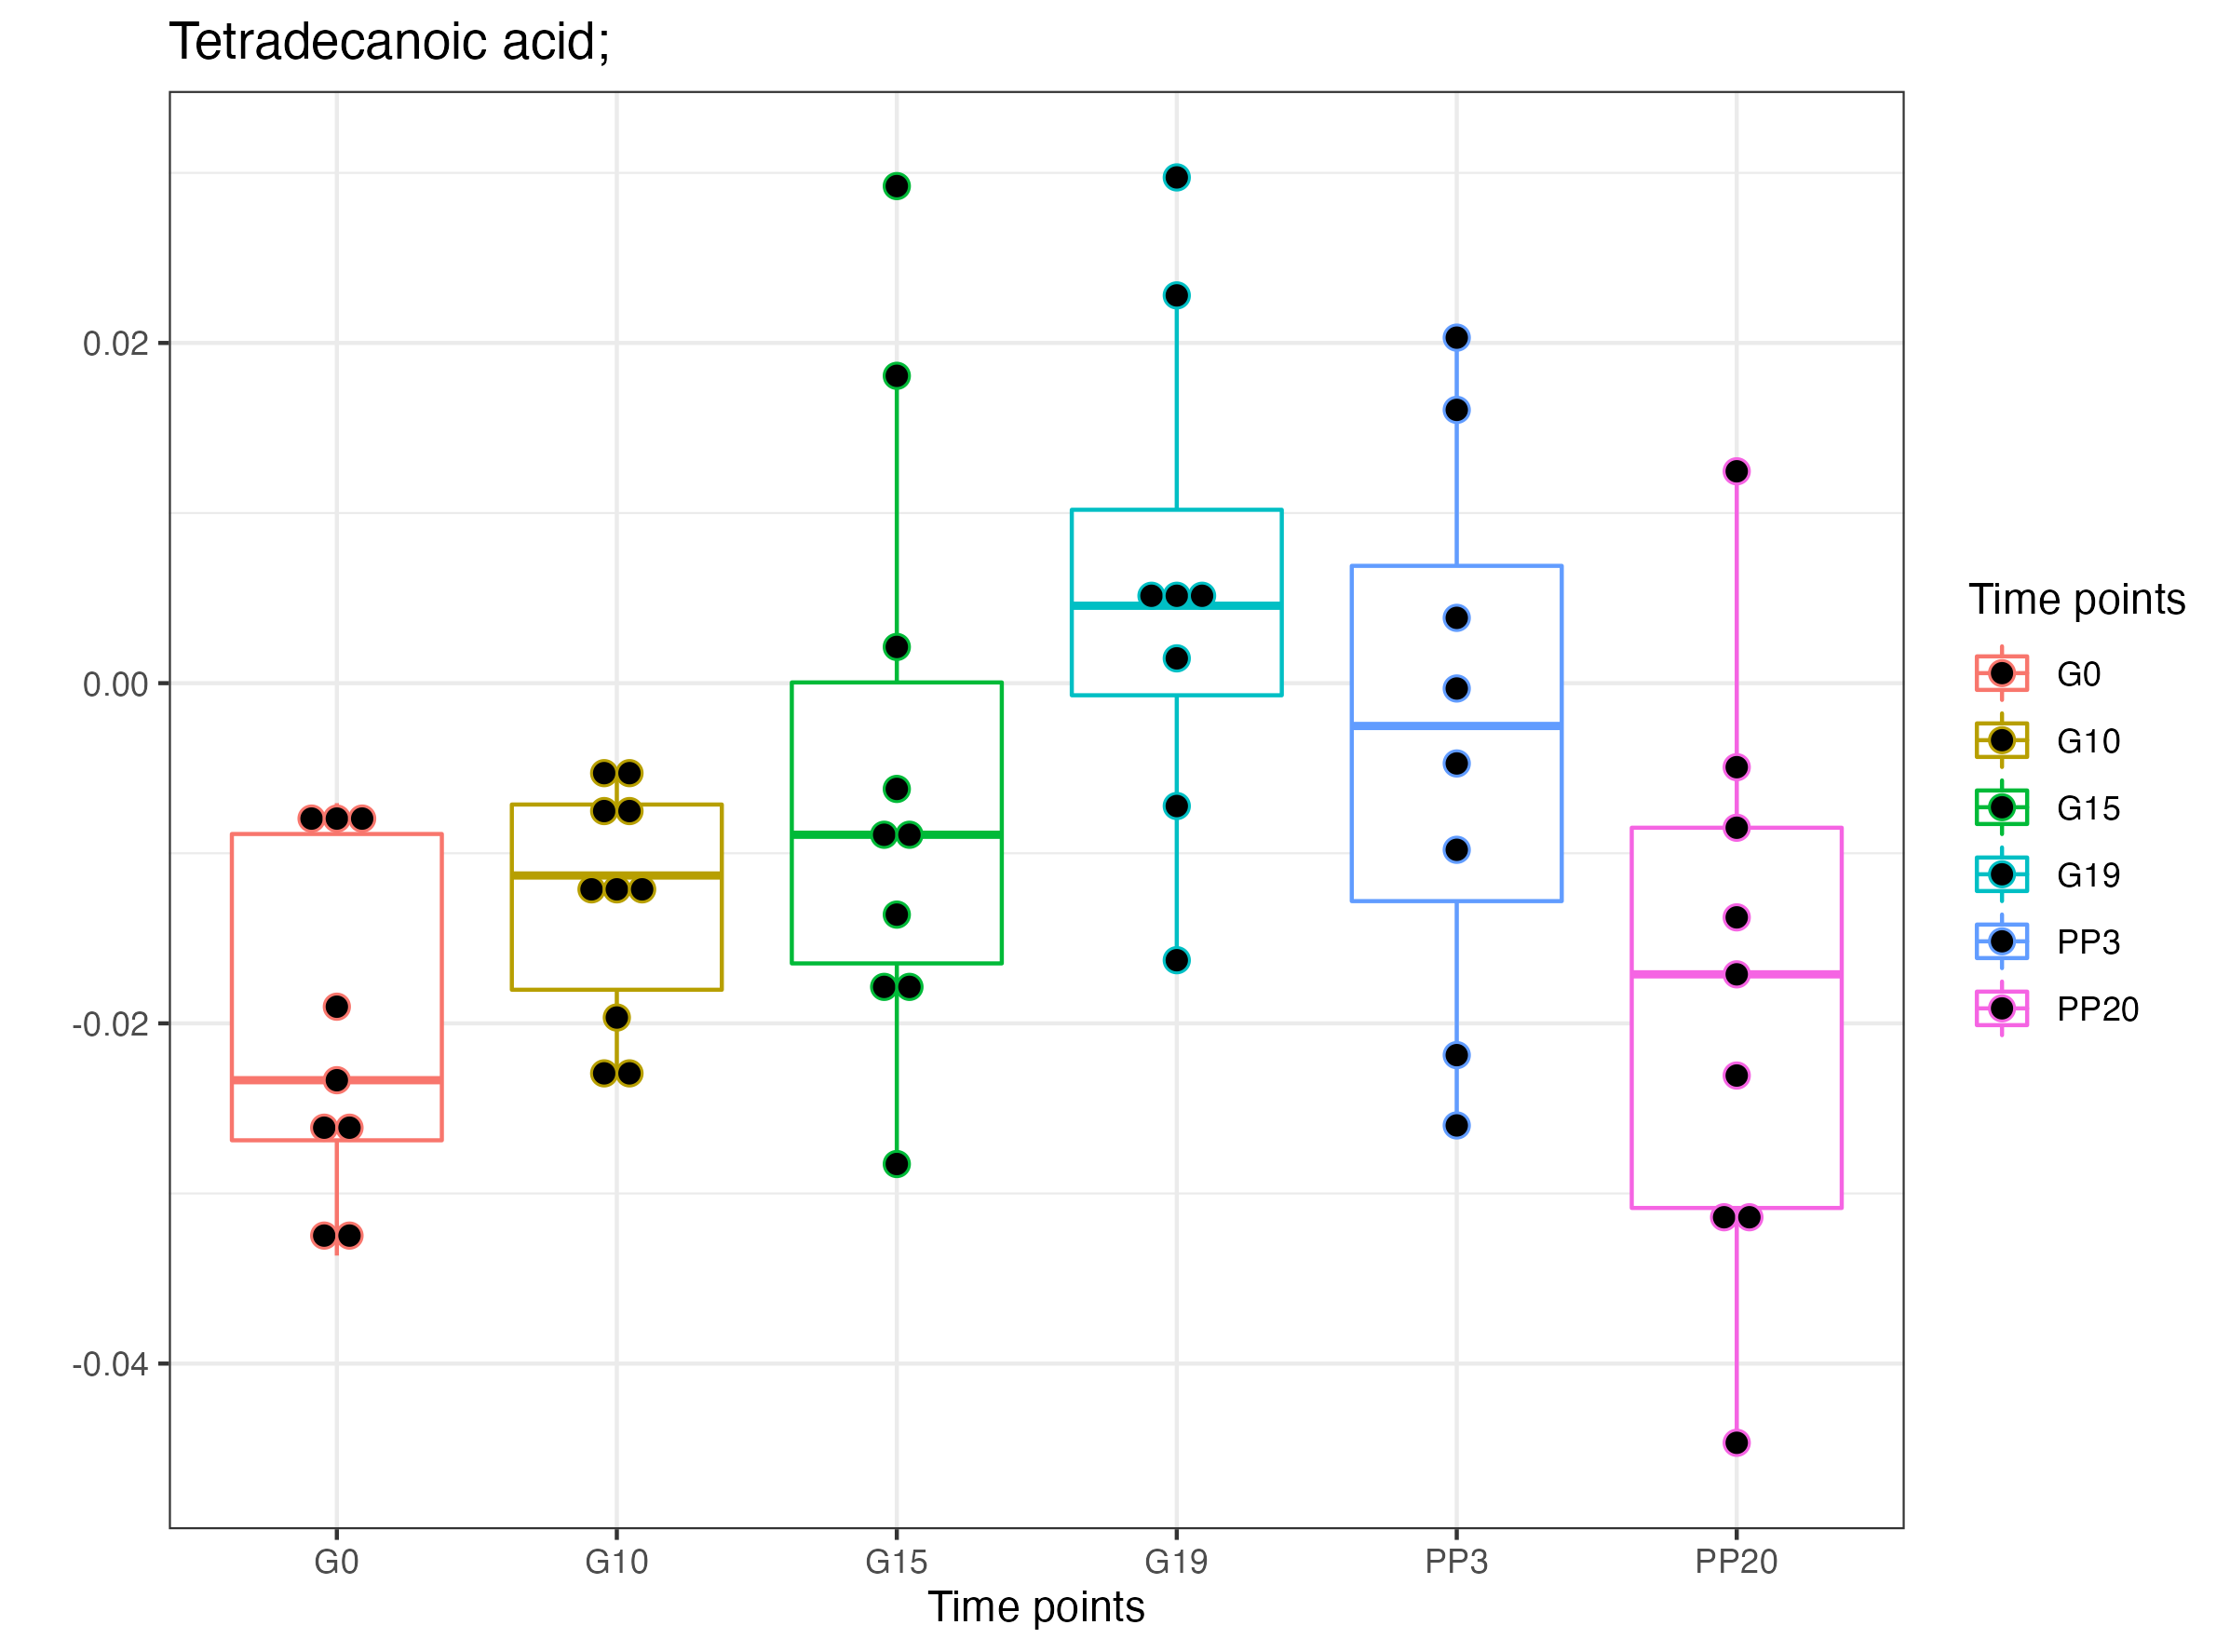 Tetradecanoic acid;
0.02
0.00
-0.02
-0.04
G0 G10 G15 G19 PP3 PP20
Time points
Time points
G0
G10
G15
G19
PP3
PP20